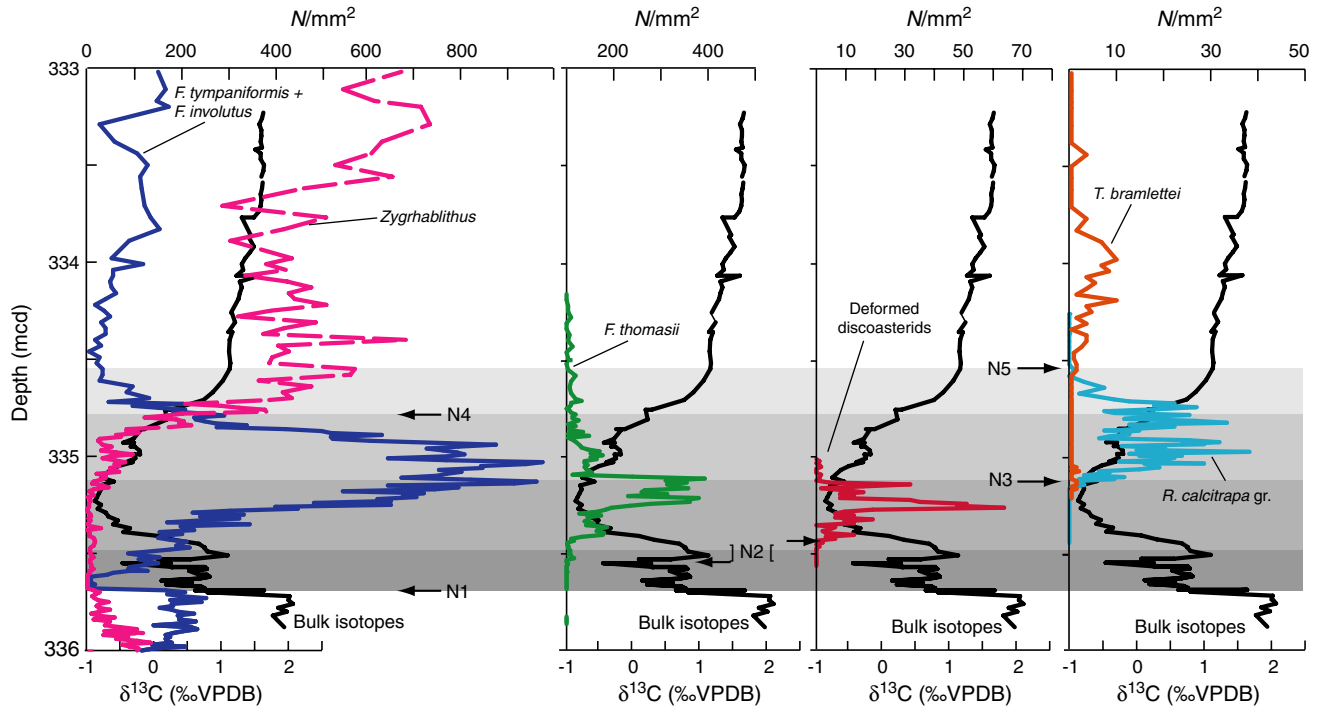 N/mm²
N/mm²
N/mm²
N/mm²
0 200 400 600 800
200 400
10 30 50 70
10 30 50
333
334
335
336
Depth (mcd)
F. tympaniformis +
F. involutus
Zygrhablithus
N4
N1
Bulk isotopes
F. thomasii
] N2 [
Bulk isotopes
Deformed
discoasterids
Bulk isotopes
T. bramlettei
N5
N3
R. calcitrapa gr.
Bulk isotopes
-1 0 1 2
-1 0 1 2
-1 0 1 2
-1 0 1 2
δ¹³C (‰VPDB)
δ¹³C (‰VPDB)
δ¹³C (‰VPDB)
δ¹³C (‰VPDB)